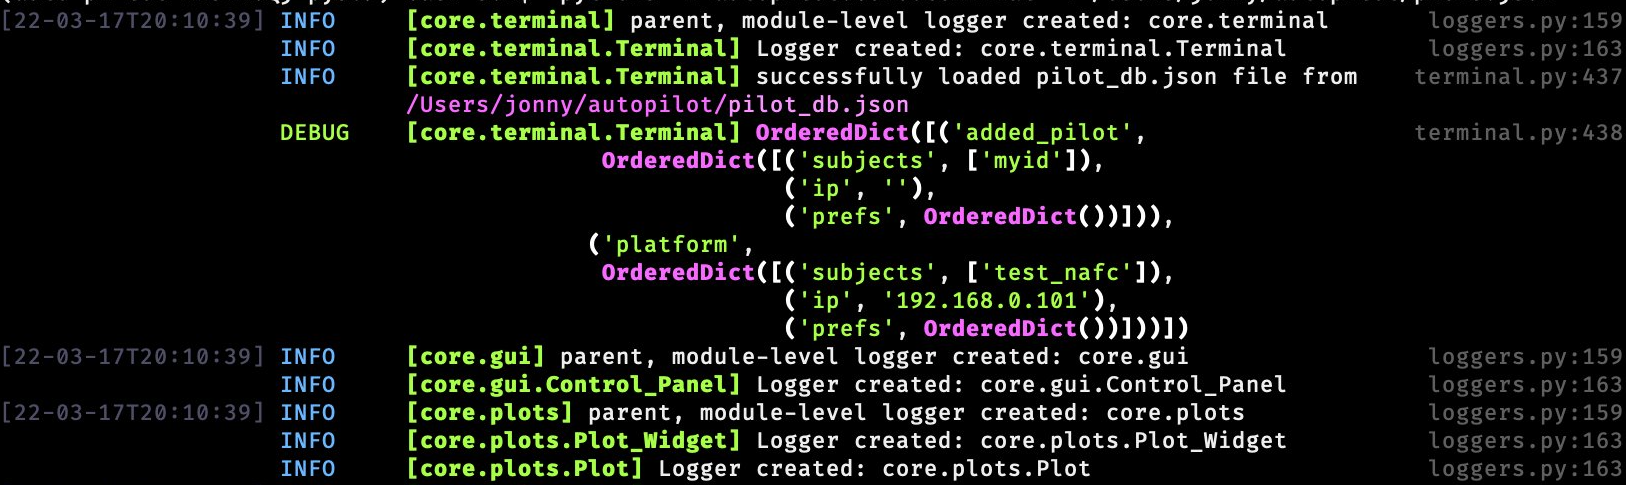 [22-03-17T20:10:39] INFO [core.terminal] parent, module-level logger created: core.terminal loggers.py:159
INFO [core.terminal.Terminal] Logger created: core.terminal.Terminal loggers.py:163
INFO [core.terminal.Terminal] successfully loaded pilot_db.json file from terminal.py:437
/Users/jonny/autopilot/pilot_db.json
DEBUG [core.terminal.Terminal] OrderedDict([('added_pilot', terminal.py:438
OrderedDict([('subjects', ['myid']),
('ip', ''),
('prefs', OrderedDict())])),
('platform',
OrderedDict([('subjects', ['test_nafc']),
('ip', '192.168.0.101'),
('prefs', OrderedDict())]))])
[22-03-17T20:10:39] INFO [core.gui] parent, module-level logger created: core.gui loggers.py:159
INFO [core.gui.Control_Panel] Logger created: core.gui.Control_Panel loggers.py:163
[22-03-17T20:10:39] INFO [core.plots] parent, module-level logger created: core.plots loggers.py:159
INFO [core.plots.Plot_Widget] Logger created: core.plots.Plot_Widget loggers.py:163
INFO [core.plots.Plot] Logger created: core.plots.Plot loggers.py:163